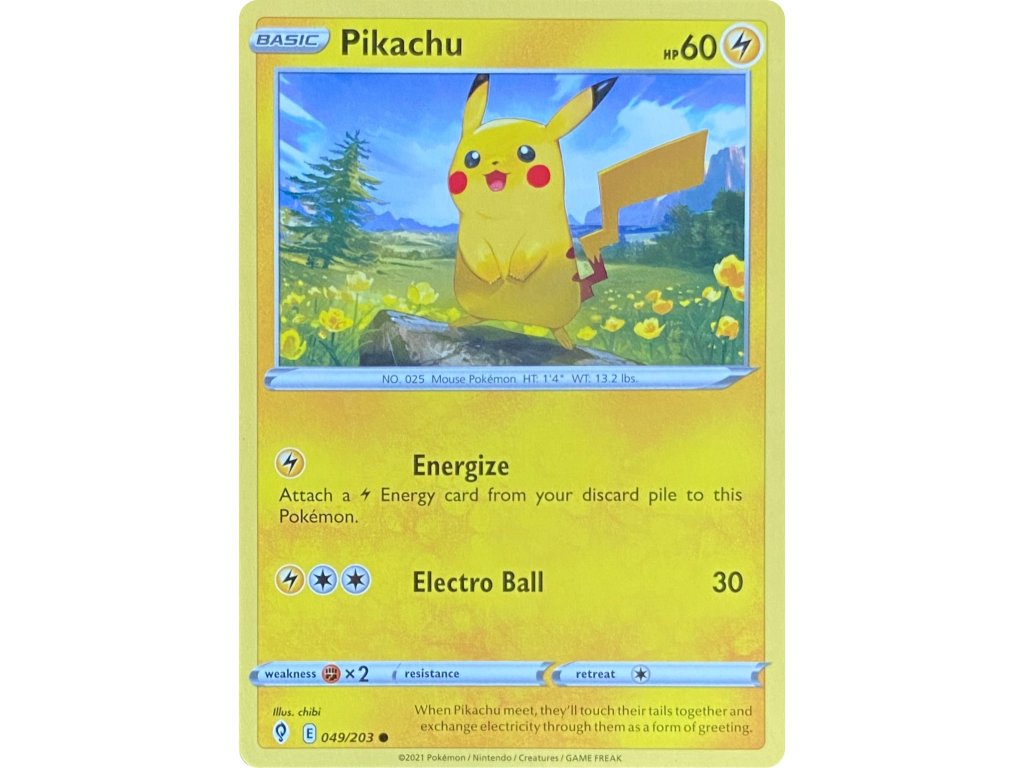 BASIC Pikachu HP 60
NO. 025 Mouse Pokémon HT: 1'4" WT: 13.2 lbs.
Energize
Attach a Energy card from your discard pile to this
Pokémon.
Electro Ball 30
weakness ×2 resistance retreat
Illus. chibi
When Pikachu meet, they'll touch their tails together and
exchange electricity through them as a form of greeting.
E 049/203
©2021 Pokémon / Nintendo / Creatures / GAME FREAK